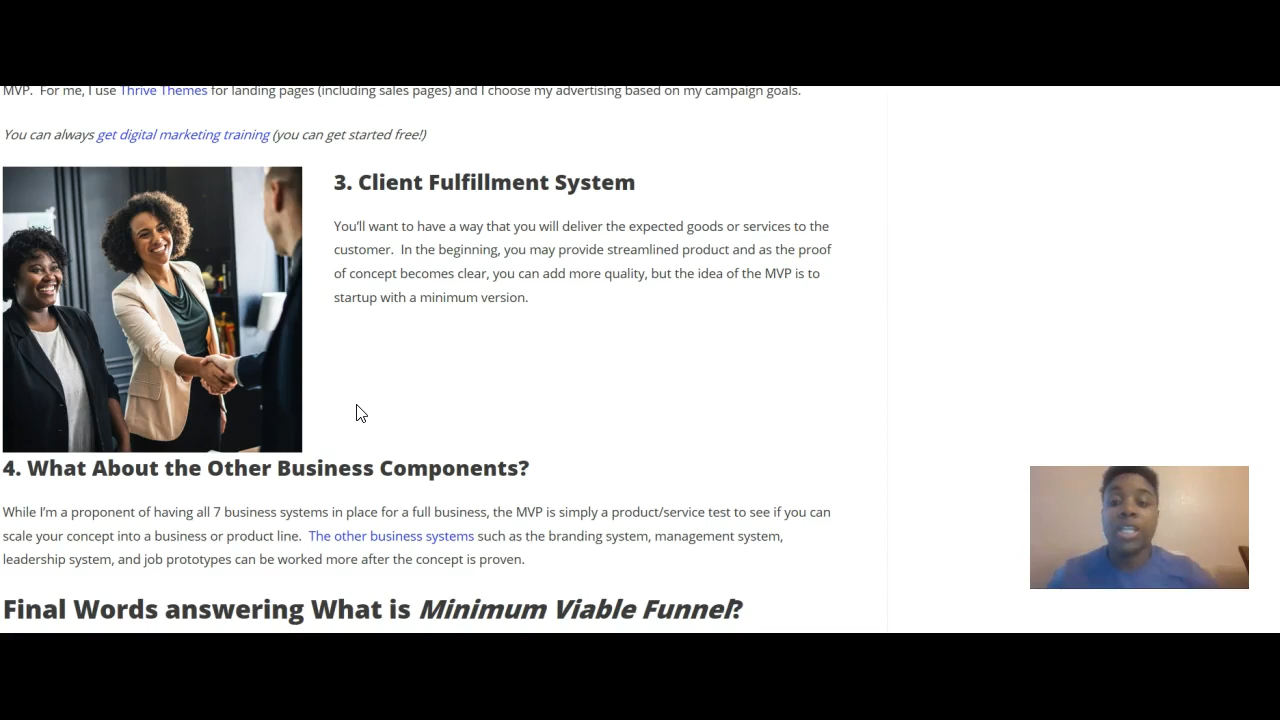 MVP.  For me, I use Thrive Themes for landing pages (including sales pages) and I choose my advertising based on my campaign goals.
You can always get digital marketing training (you can get started free!)
3. Client Fulfillment System
You'll want to have a way that you will deliver the expected goods or services to the
customer.  In the beginning, you may provide streamlined product and as the proof
of concept becomes clear, you can add more quality, but the idea of the MVP is to
startup with a minimum version.
4. What About the Other Business Components?
While I'm a proponent of having all 7 business systems in place for a full business, the MVP is simply a product/service test to see if you can
scale your concept into a business or product line.  The other business systems such as the branding system, management system,
leadership system, and job prototypes can be worked more after the concept is proven.
Final Words answering What is Minimum Viable Funnel?